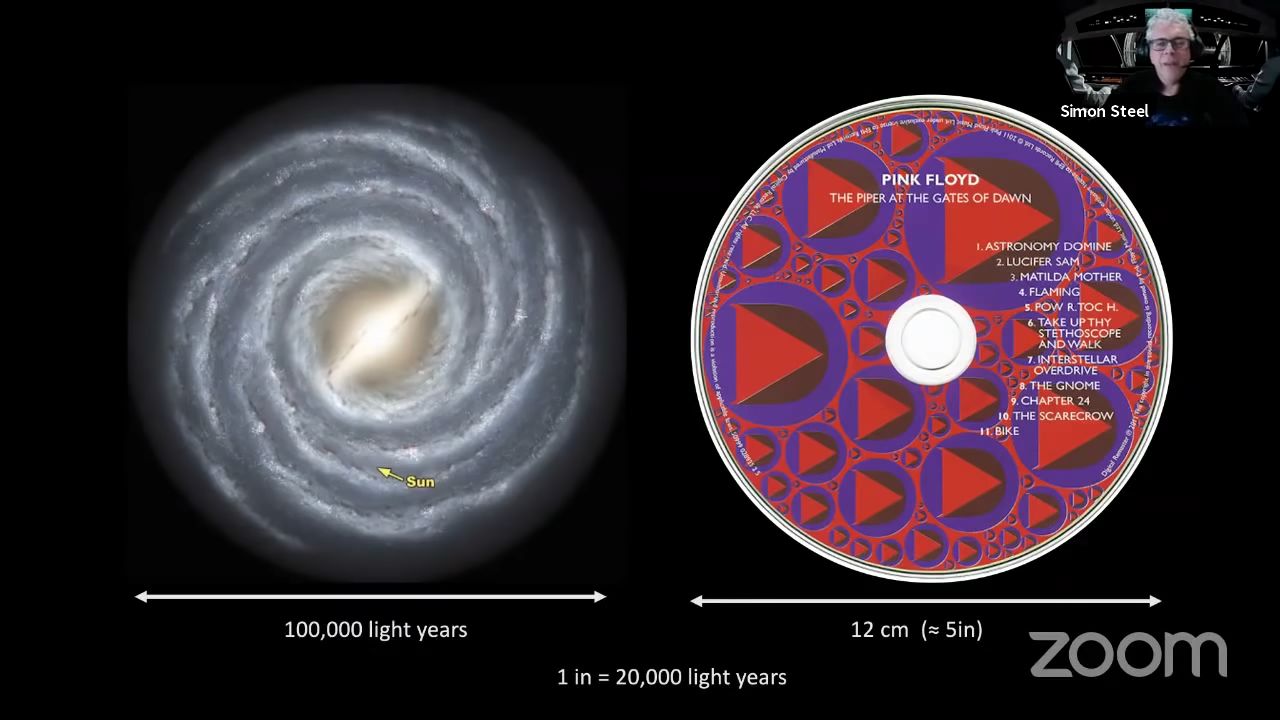 Simon Steel
PINK FLOYD
THE PIPER AT THE GATES OF DAWN
1. ASTRONOMY DOMINE
2. LUCIFER SAM
3. MATILDA MOTHER
4. FLAMING
5. POW R. TOC H.
6. TAKE UP THY
STETHOSCOPE
AND WALK
7. INTERSTELLAR
OVERDRIVE
8. THE GNOME
9. CHAPTER 24
10. THE SCARECROW
11. BIKE
Sun
100,000 light years
12 cm (≈ 5in)
1 in = 20,000 light years
zoom